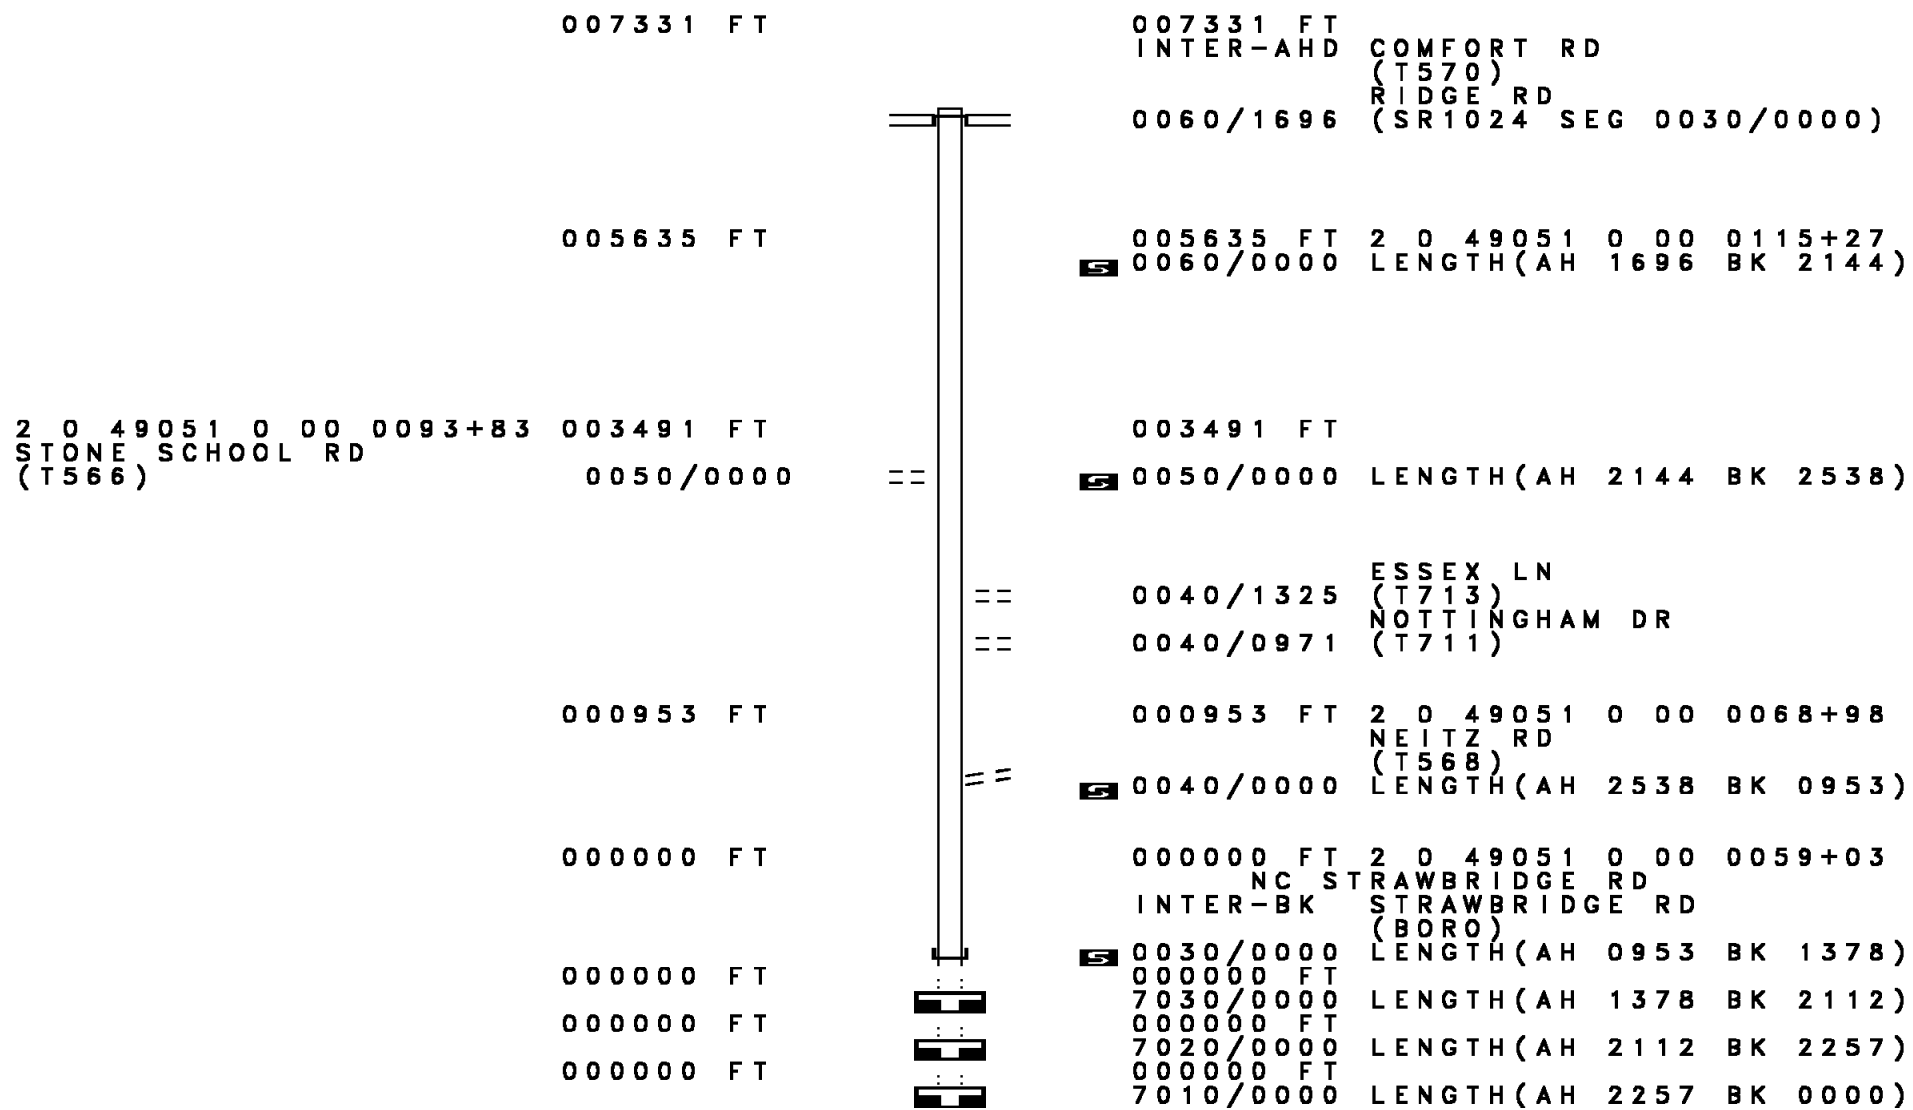 007331 FT 007331 FT
INTER-AHD COMFORT RD
(T570)
RIDGE RD
0060/1696 (SR1024 SEG 0030/0000)
005635 FT 005635 FT 2 0 49051 0 00 0115+27
S 0060/0000 LENGTH(AH 1696 BK 2144)
2 0 49051 0 00 0093+83 003491 FT 003491 FT
STONE SCHOOL RD
(T566) 0050/0000 S 0050/0000 LENGTH(AH 2144 BK 2538)
ESSEX LN
0040/1325 (T713)
NOTTINGHAM DR
0040/0971 (T711)
000953 FT 000953 FT 2 0 49051 0 00 0068+98
NEITZ RD
(T568)
S 0040/0000 LENGTH(AH 2538 BK 0953)
000000 FT 000000 FT 2 0 49051 0 00 0059+03
NC STRAWBRIDGE RD
INTER-BK STRAWBRIDGE RD
(BORO)
S 0030/0000 LENGTH(AH 0953 BK 1378)
000000 FT 000000 FT
7030/0000 LENGTH(AH 1378 BK 2112)
000000 FT 000000 FT
7020/0000 LENGTH(AH 2112 BK 2257)
000000 FT 000000 FT
7010/0000 LENGTH(AH 2257 BK 0000)